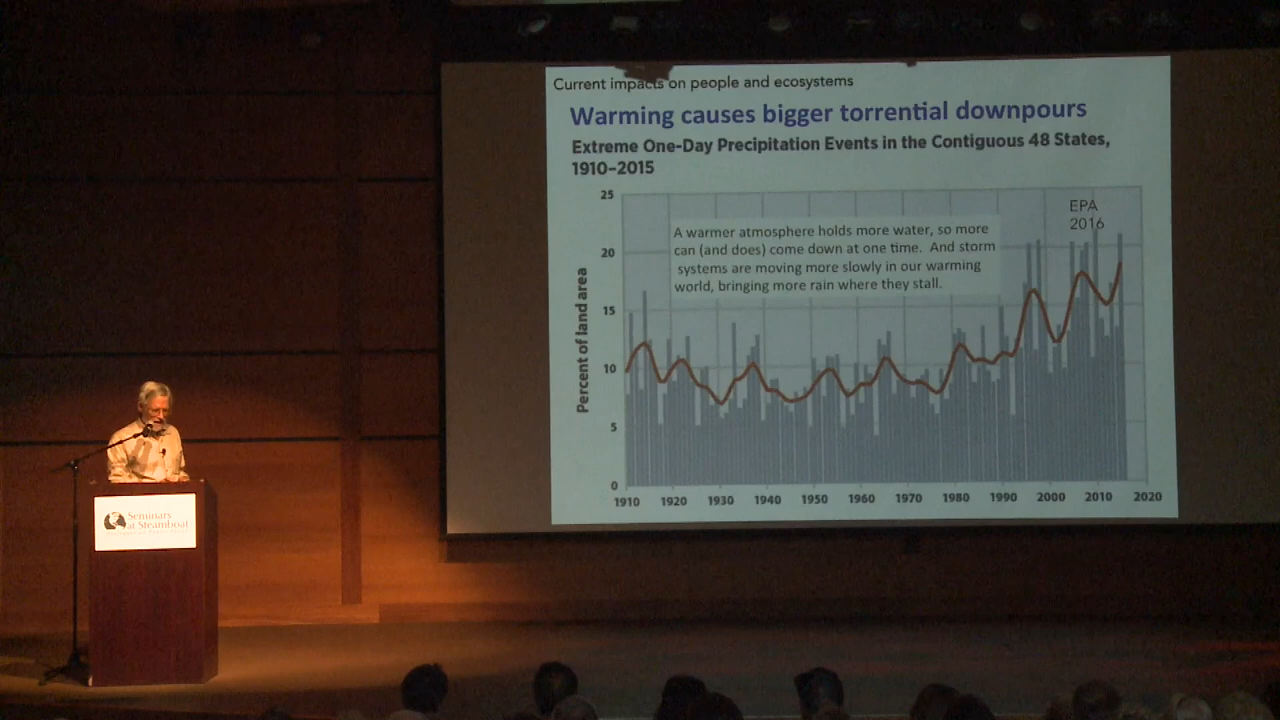 Current impacts on people and ecosystems
Warming causes bigger torrential downpours
Extreme One-Day Precipitation Events in the Contiguous 48 States,
1910–2015
EPA
2016
A warmer atmosphere holds more water, so more
can (and does) come down at one time. And storm
systems are moving more slowly in our warming
world, bringing more rain where they stall.
Percent of land area
25
20
15
10
5
0
1910 1920 1930 1940 1950 1960 1970 1980 1990 2000 2010 2020
Seminars
at Steamboat